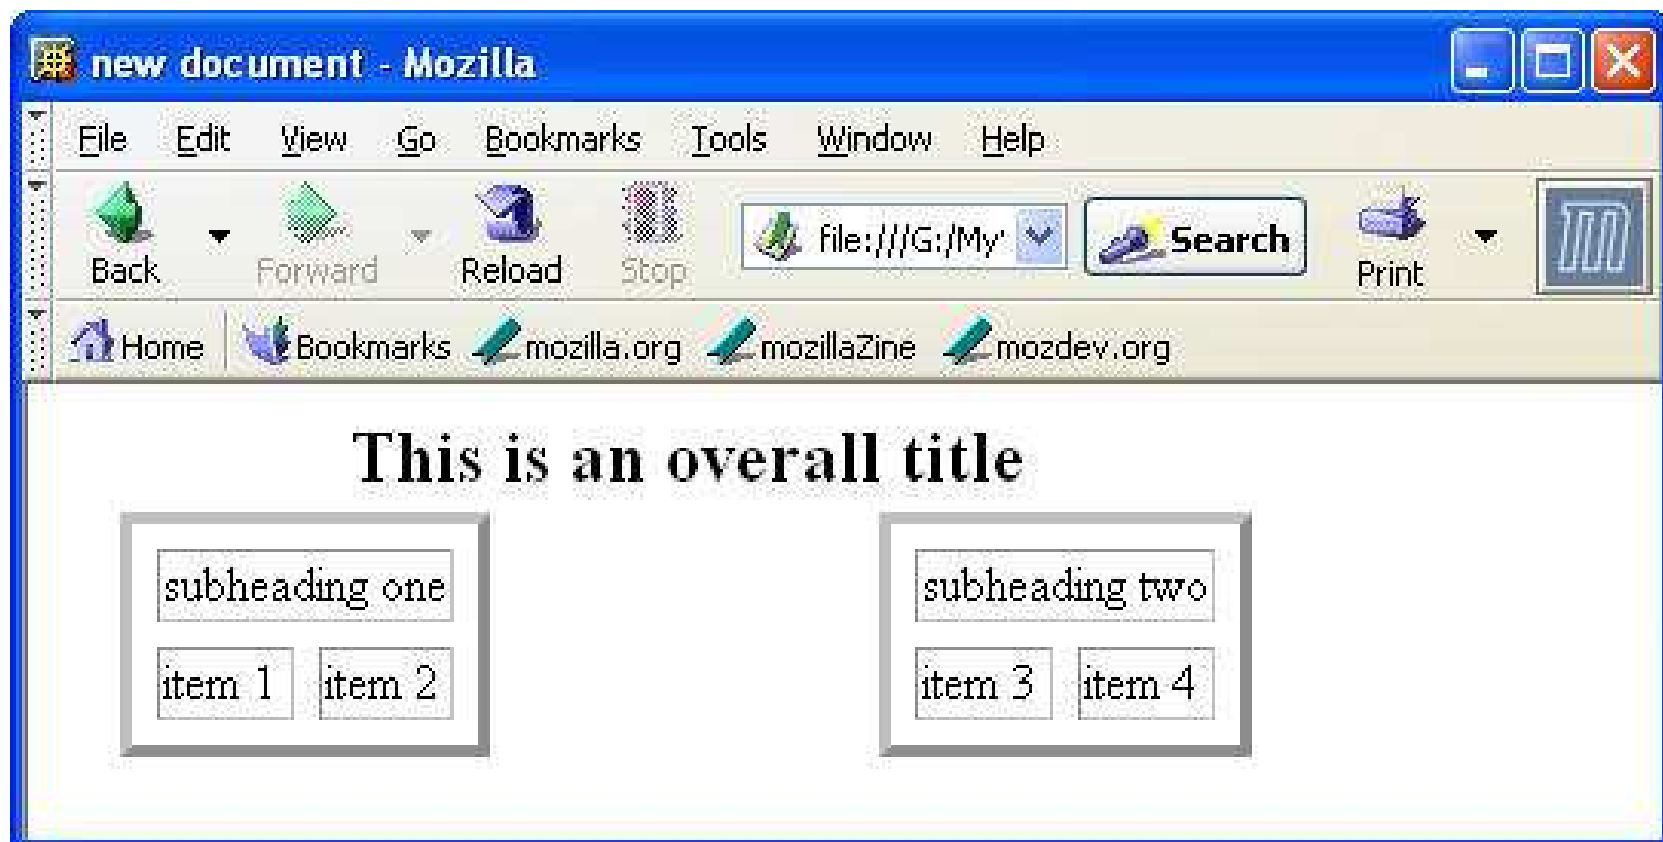 new document - Mozilla
File Edit View Go Bookmarks Tools Window Help
Back Forward Reload Stop file:///G:/My Search Print
Home Bookmarks mozilla.org mozillaZine mozdev.org
This is an overall title
subheading one subheading two
item 1 item 2 item 3 item 4